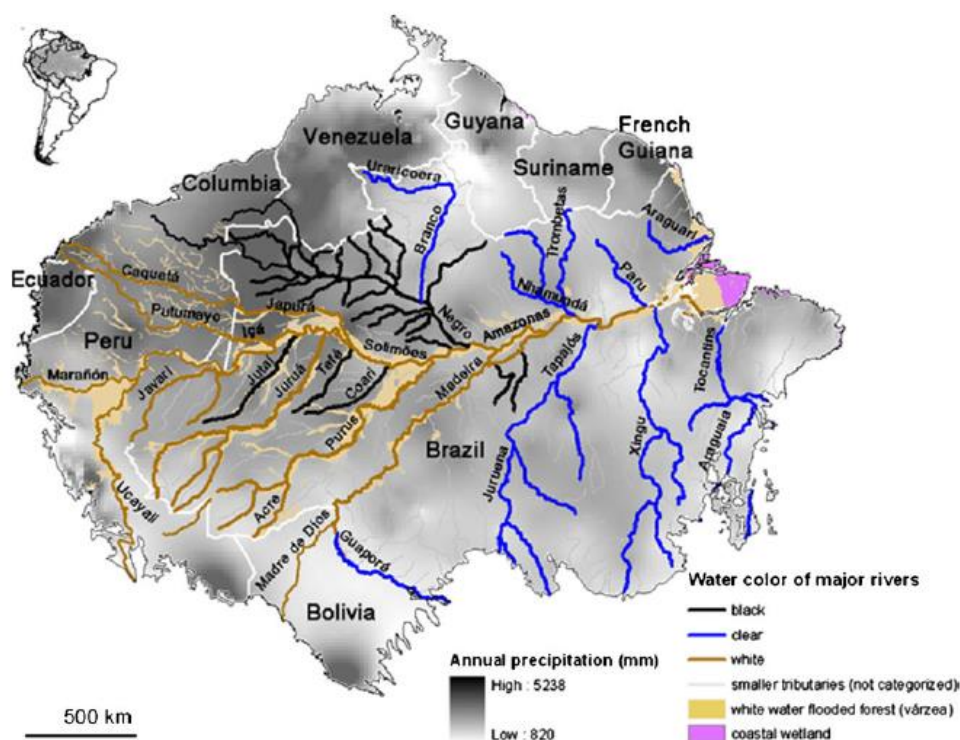 Venezuela
Guyana
French
Guiana
Suriname
Columbia
Uraricoera
Branco
Trombetas
Araguari
Ecuador
Caquetá
Paru
Putumayo
Japurá
Negro
Nhamundá
Içá
Amazonas
Peru
Solimões
Marañón
Javarí
Jutaí
Juruá
Tefé
Coari
Madeira
Tapajós
Tocantins
Purus
Brazil
Xingu
Araguaia
Juruena
Ucayali
Acre
Madre de Dios
Guaporá
Bolivia
Water color of major rivers
black
clear
white
smaller tributaries (not categorized)
white water flooded forest (várzea)
coastal wetland
Annual precipitation (mm)
High : 5238
Low : 820
500 km